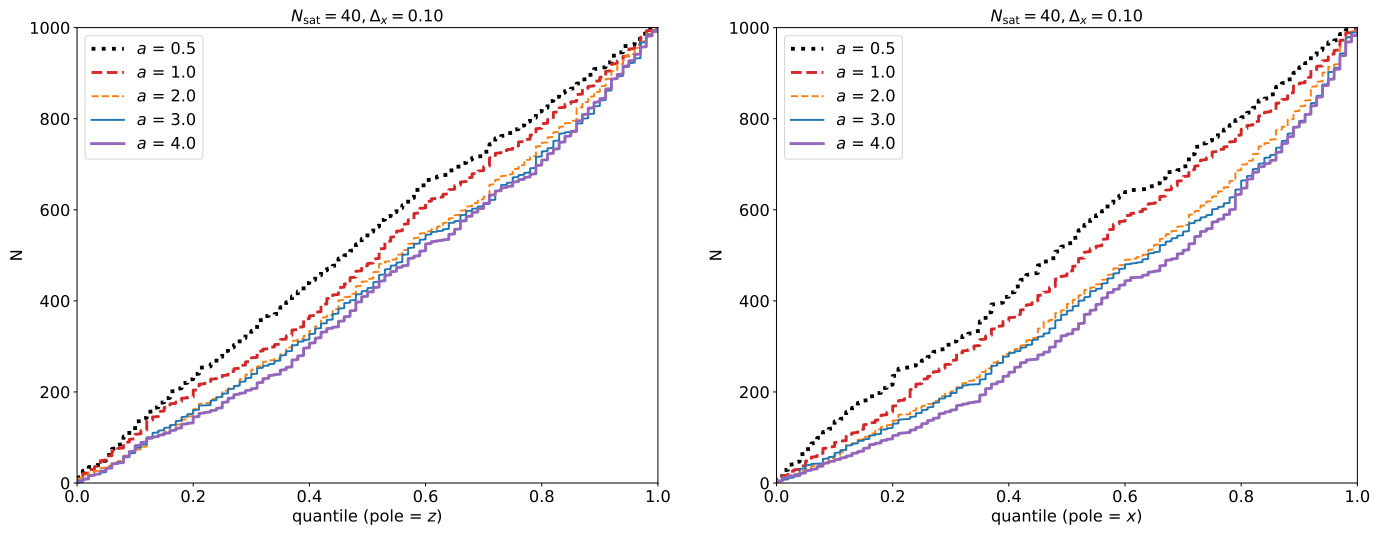 N_sat = 40, Δ_x = 0.10
1000
800
600
400
200
0
N
a = 0.5
a = 1.0
a = 2.0
a = 3.0
a = 4.0
0.0 0.2 0.4 0.6 0.8 1.0
quantile (pole = z)
N_sat = 40, Δ_x = 0.10
1000
800
600
400
200
0
N
a = 0.5
a = 1.0
a = 2.0
a = 3.0
a = 4.0
0.0 0.2 0.4 0.6 0.8 1.0
quantile (pole = x)